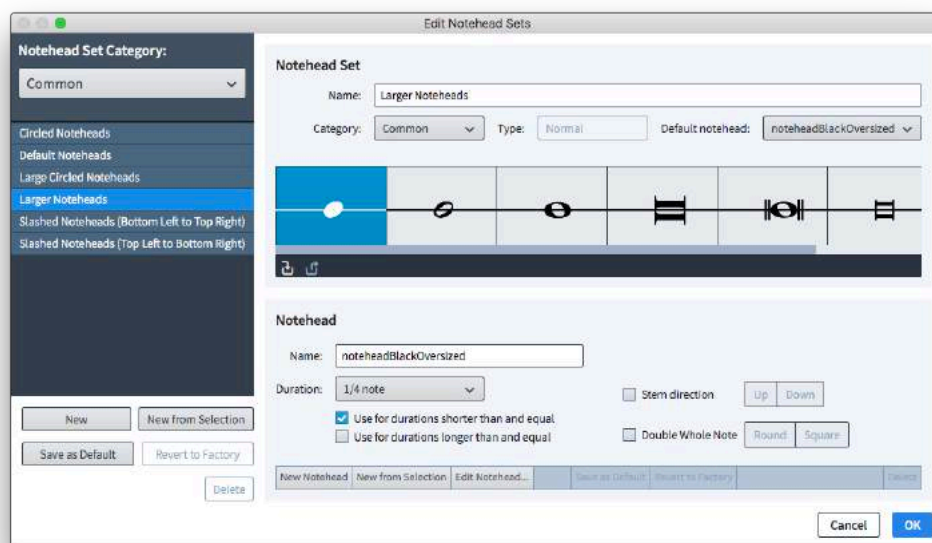 Edit Notehead Sets
Notehead Set Category:
Common
Circled Noteheads
Default Noteheads
Large Circled Noteheads
Larger Noteheads
Slashed Noteheads (Bottom Left to Top Right)
Slashed Noteheads (Top Left to Bottom Right)
New
New from Selection
Save as Default
Revert to Factory
Delete
Notehead Set
Name: Larger Noteheads
Category: Common Type: Normal Default notehead: noteheadBlackOversized
Notehead
Name: noteheadBlackOversized
Duration: 1/4 note
Use for durations shorter than and equal
Use for durations longer than and equal
Stem direction Up Down
Double Whole Note Round Square
New Notehead New from Selection Edit Notehead... Save as Default Revert to Factory Delete
Cancel OK